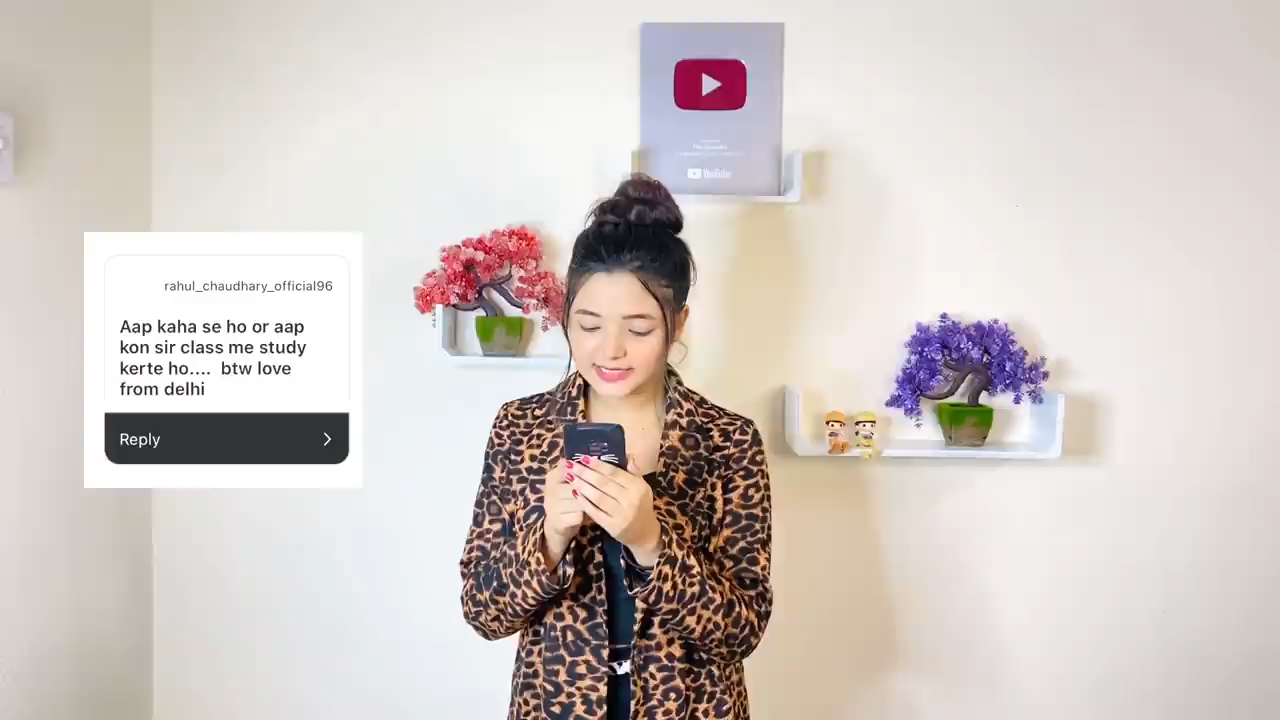 rahul_chaudhary_official96
Aap kaha se ho or aap
kon sir class me study
kerte ho.... btw love
from delhi
Reply
YouTube